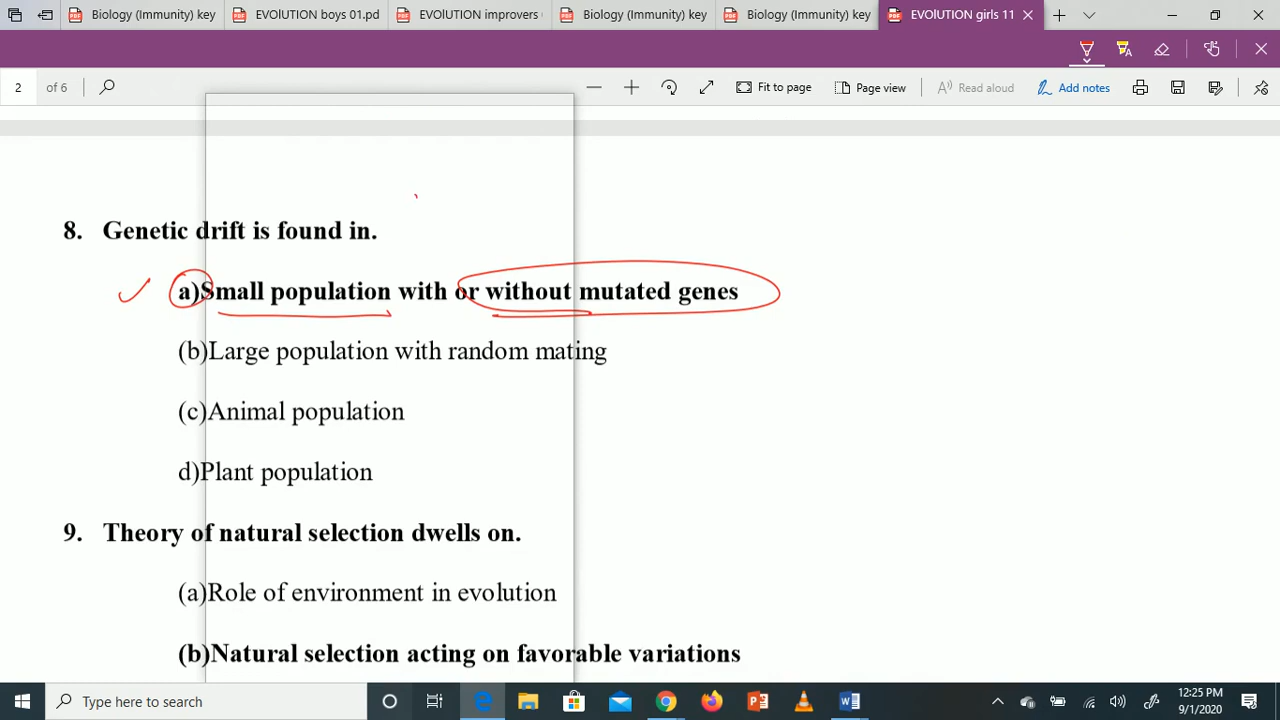 Biology (Immunity) key
EVOlUTION boys 01.pd
EVOlUTION improvers
Biology (Immunity) key
Biology (Immunity) key
EVOlUTION girls 11
2 of 6
Fit to page
Page view
Read aloud
Add notes
8. Genetic drift is found in.
a)Small population with or without mutated genes
(b)Large population with random mating
(c)Animal population
d)Plant population
9. Theory of natural selection dwells on.
(a)Role of environment in evolution
(b)Natural selection acting on favorable variations
Type here to search
12:25 PM
9/1/2020